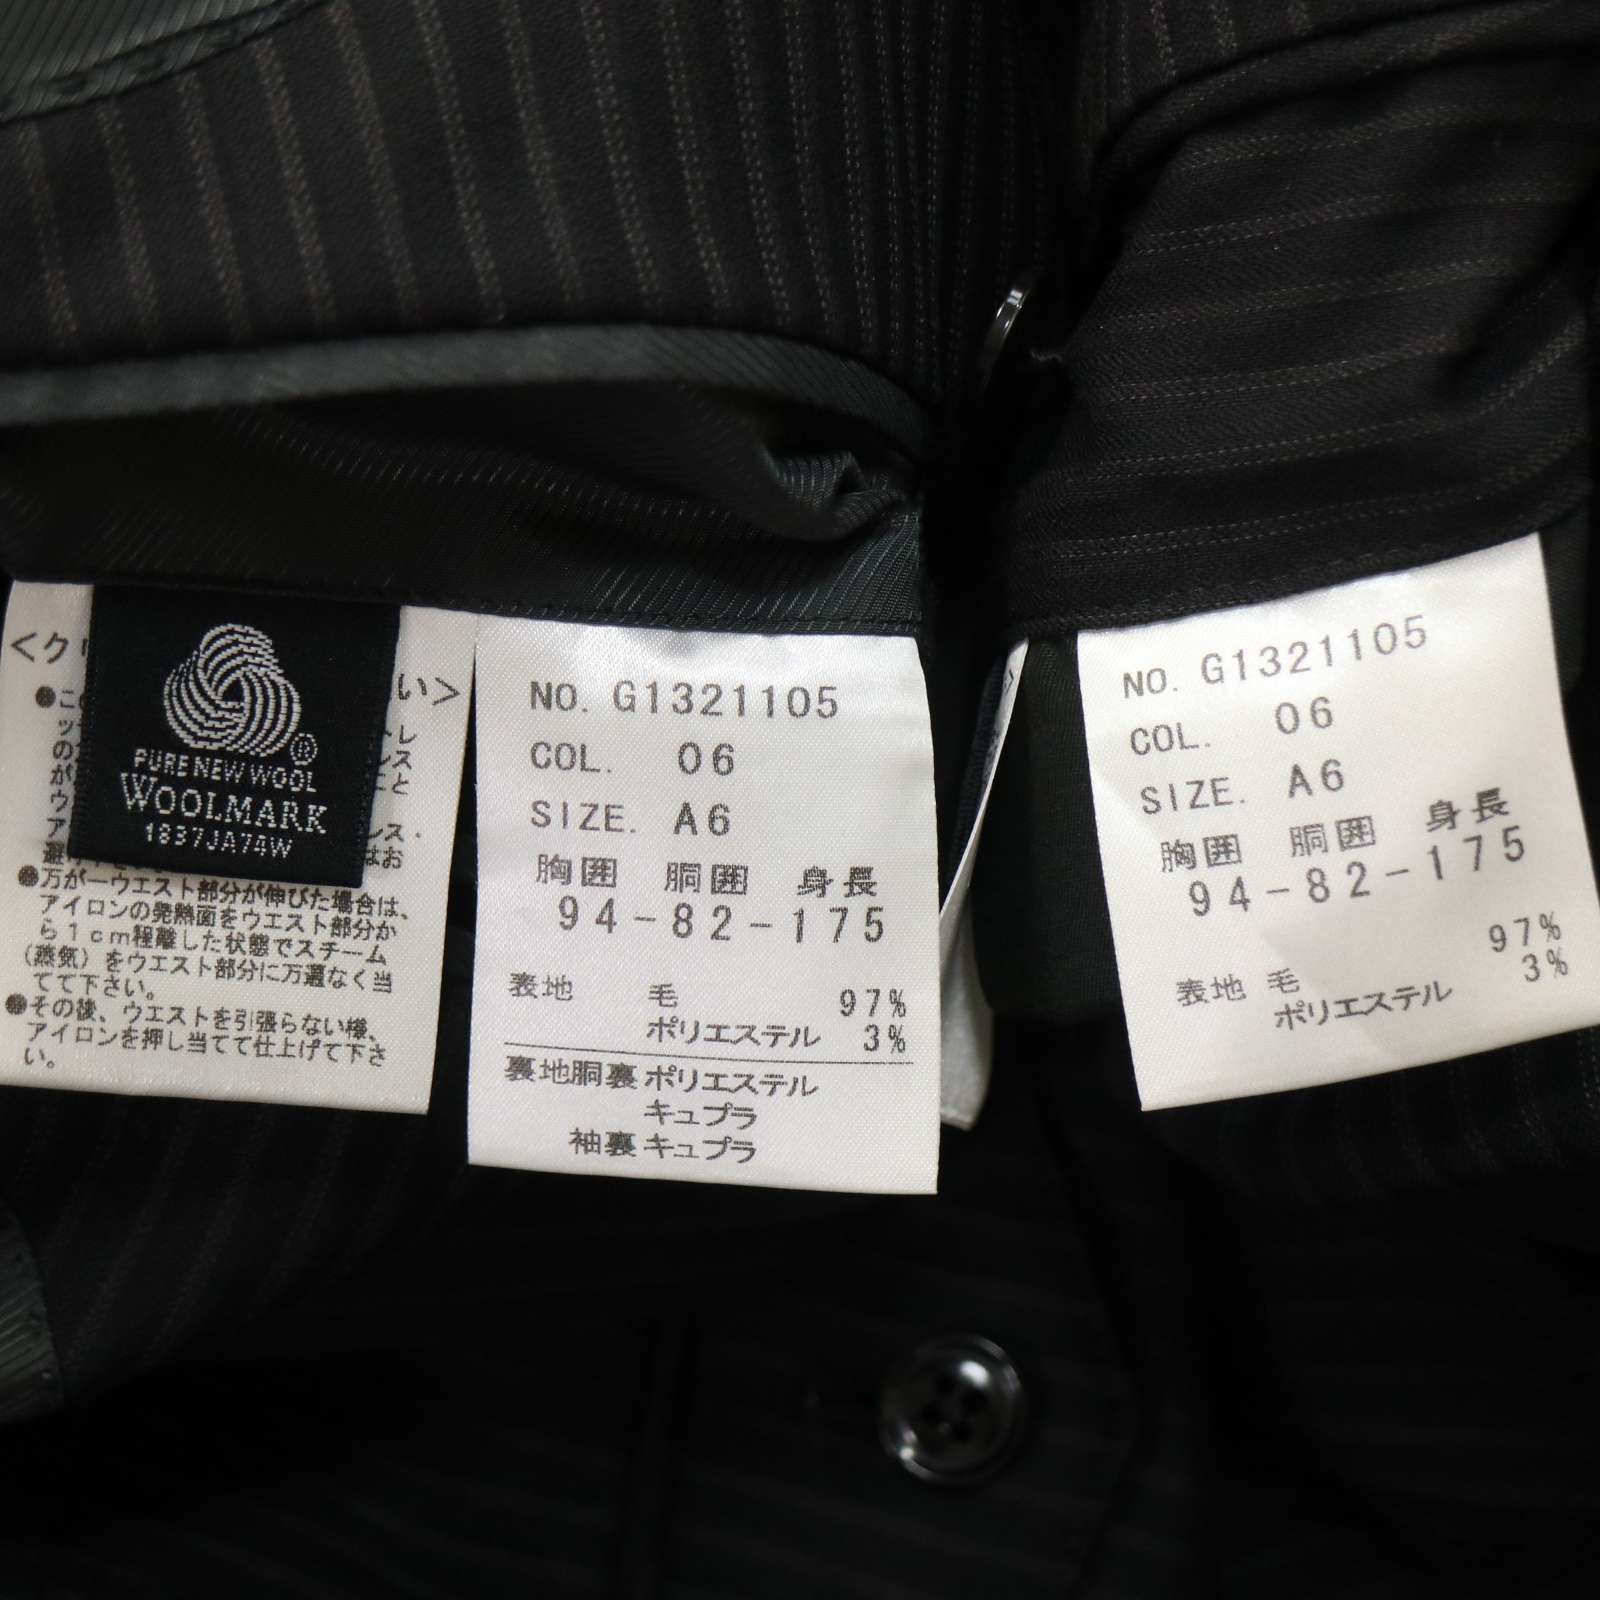 <ク
い>
PURE NEW WOOL
WOOLMARK
1837JA74W
●万が一ウエスト部分が伸びた場合は、
アイロンの発熱面をウエスト部分か
ら1cm程離した状態でスチーム
(蒸気)をウエスト部分に万遍なく当
てて下さい。
●その後、ウエストを引張らない様、
アイロンを押し当てて仕上げて下さ
い。
NO. G1321105
COL. 06
SIZE. A6
胸囲 胴囲 身長
94-82-175
表地 毛 97%
ポリエステル 3%
裏地胴裏 ポリエステル
キュプラ
袖裏 キュプラ
NO. G1321105
COL. 06
SIZE. A6
胸囲 胴囲 身長
94-82-175
97%
表地 毛 3%
ポリエステル